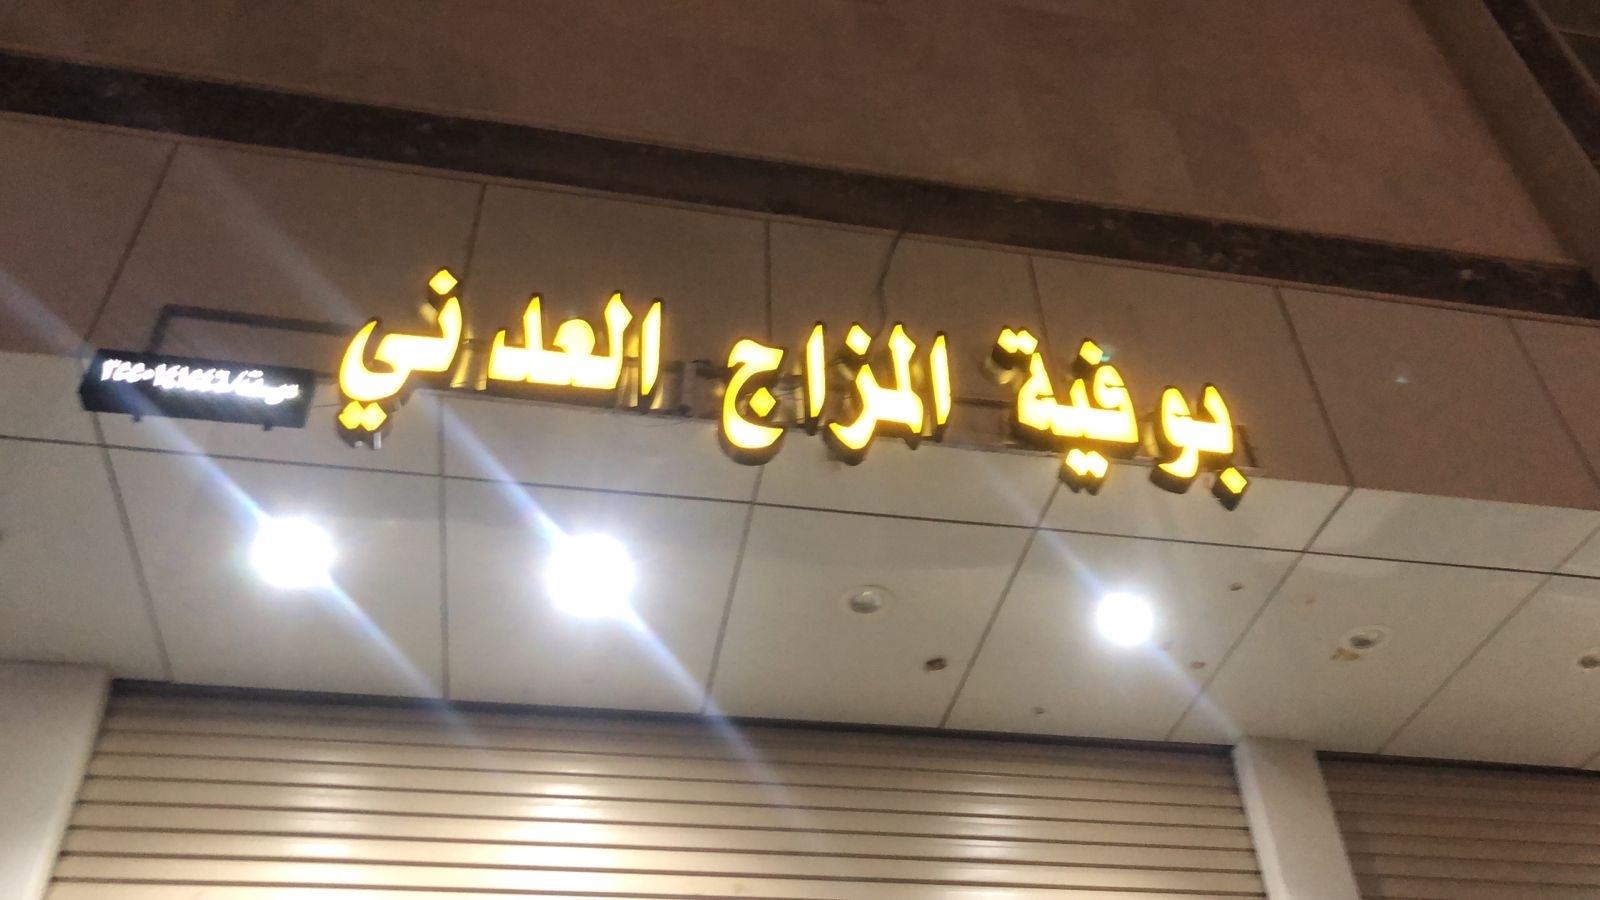 بوفية المزاج العدني